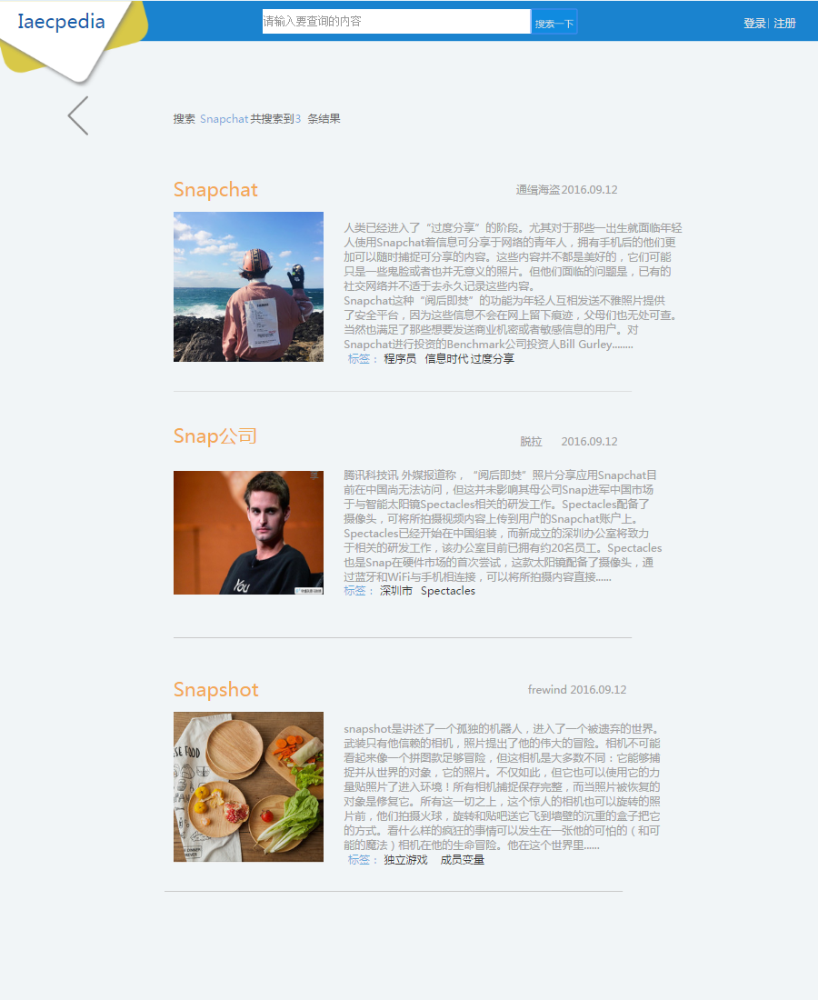 Iaecpedia
请输入要查询的内容
搜索一下
登录| 注册
搜索 Snapchat 共搜索到3 条结果
Snapchat
通缉海盗2016.09.12
人类已经进入了“过度分享”的阶段。尤其对于那些一出生就面临年轻
人使用Snapchat着信息可分享于网络的青年人，拥有手机后的他们更
加可以随时捕捉可分享的内容。这些内容并不都是美好的，它们可能
只是一些鬼脸或者也并无意义的照片。但他们面临的问题是，已有的
社交网络并不适于去永久记录这些内容。
Snapchat这种“阅后即焚”的功能为年轻人互相发送不雅照片提供
了安全平台，因为这些信息不会在网上留下痕迹，父母们也无处可查。
当然也满足了那些想要发送商业机密或者敏感信息的用户。对
Snapchat进行投资的Benchmark公司投资人Bill Gurley........
标签： 程序员 信息时代 过度分享
Snap公司
脱拉 2016.09.12
腾讯科技讯 外媒报道称，“阅后即焚”照片分享应用Snapchat目
前在中国尚无法访问，但这并未影响其母公司Snap进军中国市场
于与智能太阳镜Spectacles相关的研发工作。Spectacles配备了
摄像头，可将所拍摄视频内容上传到用户的Snapchat账户上。
Spectacles已经开始在中国组装，而新成立的深圳办公室将致力
于相关的研发工作，该办公室目前已拥有约20名员工。Spectacles
也是Snap在硬件市场的首次尝试，这款太阳镜配备了摄像头，通
过蓝牙和WiFi与手机相连接，可以将所拍摄内容直接......
标签： 深圳市 Spectacles
You
Snapshot
frewind 2016.09.12
snapshot是讲述了一个孤独的机器人，进入了一个被遗弃的世界。
武装只有他信赖的相机，照片提出了他的伟大的冒险。相机不可能
看起来像一个拼图款足够冒险，但这相机是大多数不同：它能够捕
捉并从世界的对象，它的照片。不仅如此，但它也可以使用它的力
量贴照片了进入环境！所有相机捕捉保存完整，而当照片被恢复的
对象是修复它。所有这一切之上，这个惊人的相机也可以旋转的照
片前，他们拍摄火球，旋转和贴吧送它飞到墙壁的沉重的盒子把它
的方式。看什么样的疯狂的事情可以发生在一张他的可怕的（和可
能的魔法）相机在他的生命冒险。他在这个世界里......
标签： 独立游戏 成员变量